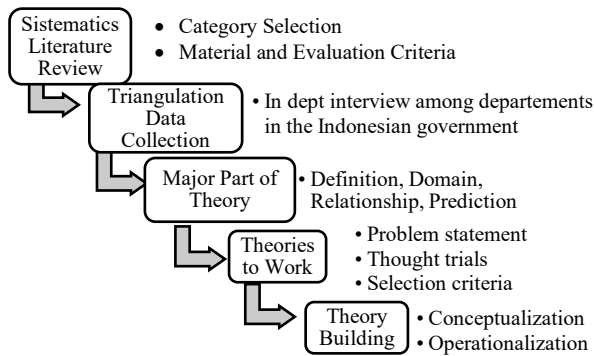 Sistematics
Literature
Review
• Category Selection
• Material and Evaluation Criteria
Triangulation
Data
Collection
• In dept interview among departements
in the Indonesian government
Major Part of
Theory
• Definition, Domain,
Relationship, Prediction
Theories
to Work
• Problem statement
• Thought trials
• Selection criteria
Theory
Building
• Conceptualization
• Operationalization